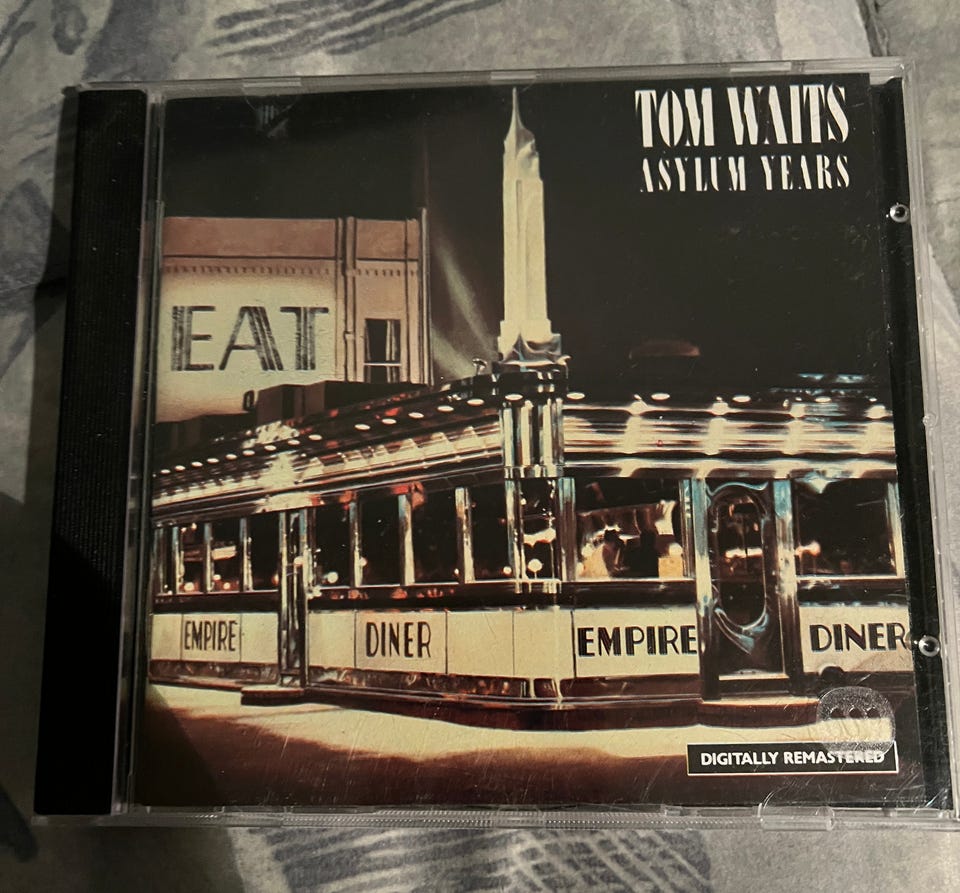 TOM WAITS
ASYLUM YEARS
EAT
EMPIRE
DINER
EMPIRE
DINER
DIGITALLY REMASTERED